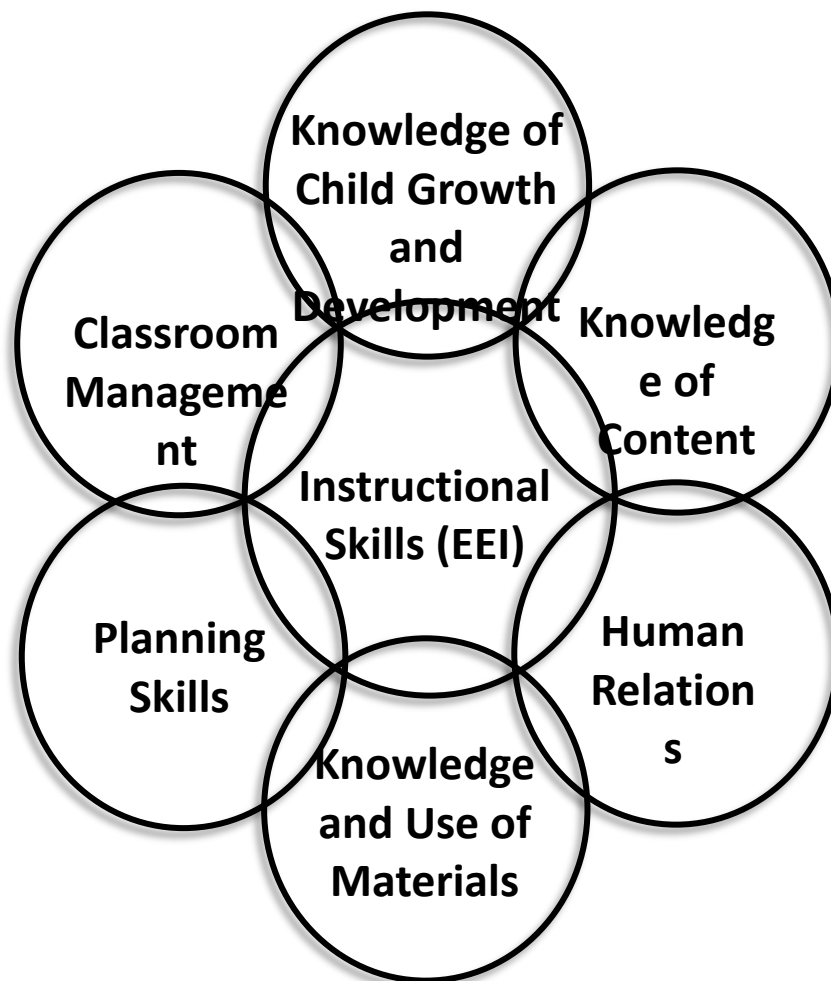 Knowledge of
Child Growth
and
Development
Classroom
Manageme
nt
Knowledg
e of
Content
Instructional
Skills (EEI)
Planning
Skills
Human
Relation
s
Knowledge
and Use of
Materials